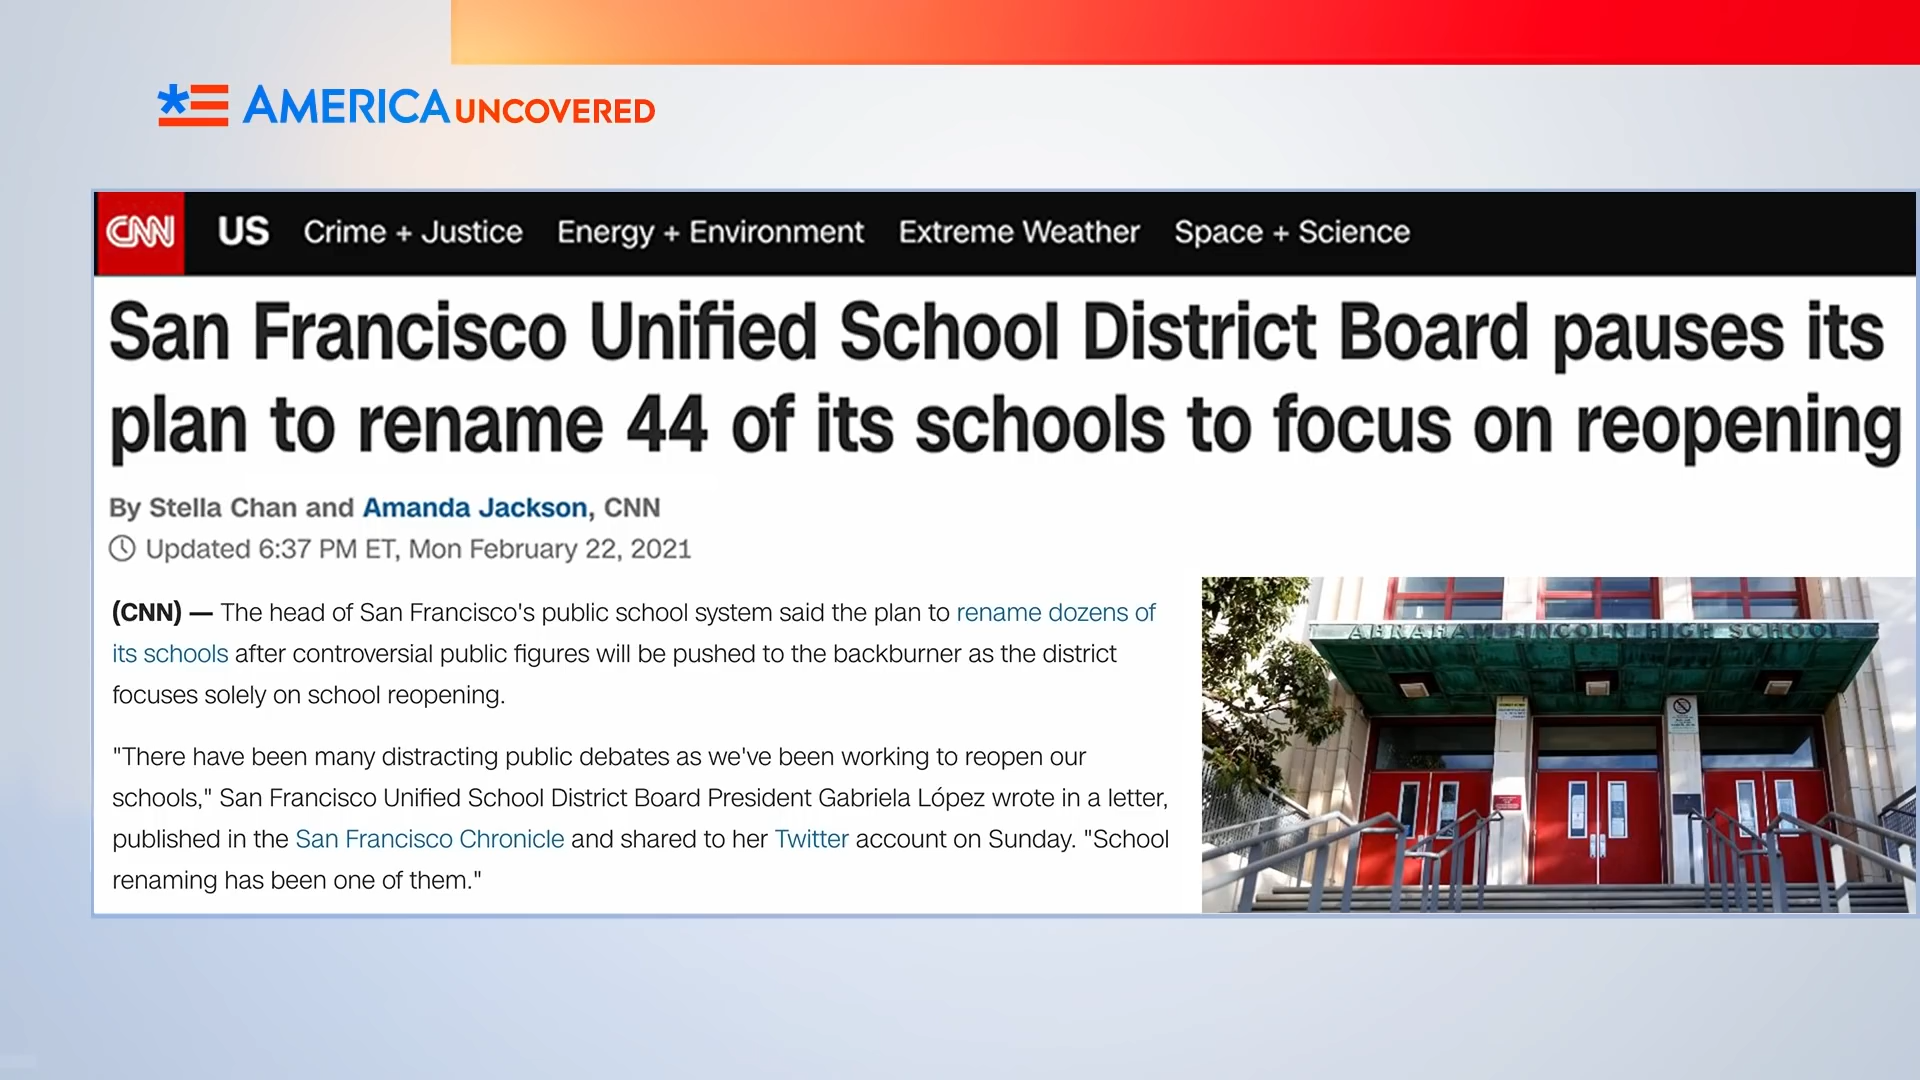 AMERICA UNCOVERED
CNN US Crime + Justice Energy + Environment Extreme Weather Space + Science
San Francisco Unified School District Board pauses its
plan to rename 44 of its schools to focus on reopening
By Stella Chan and Amanda Jackson, CNN
Updated 6:37 PM ET, Mon February 22, 2021
(CNN) — The head of San Francisco's public school system said the plan to rename dozens of
its schools after controversial public figures will be pushed to the backburner as the district
focuses solely on school reopening.
"There have been many distracting public debates as we've been working to reopen our
schools," San Francisco Unified School District Board President Gabriela López wrote in a letter,
published in the San Francisco Chronicle and shared to her Twitter account on Sunday. "School
renaming has been one of them."
ABRAHAM LINCOLN HIGH SCHOOL